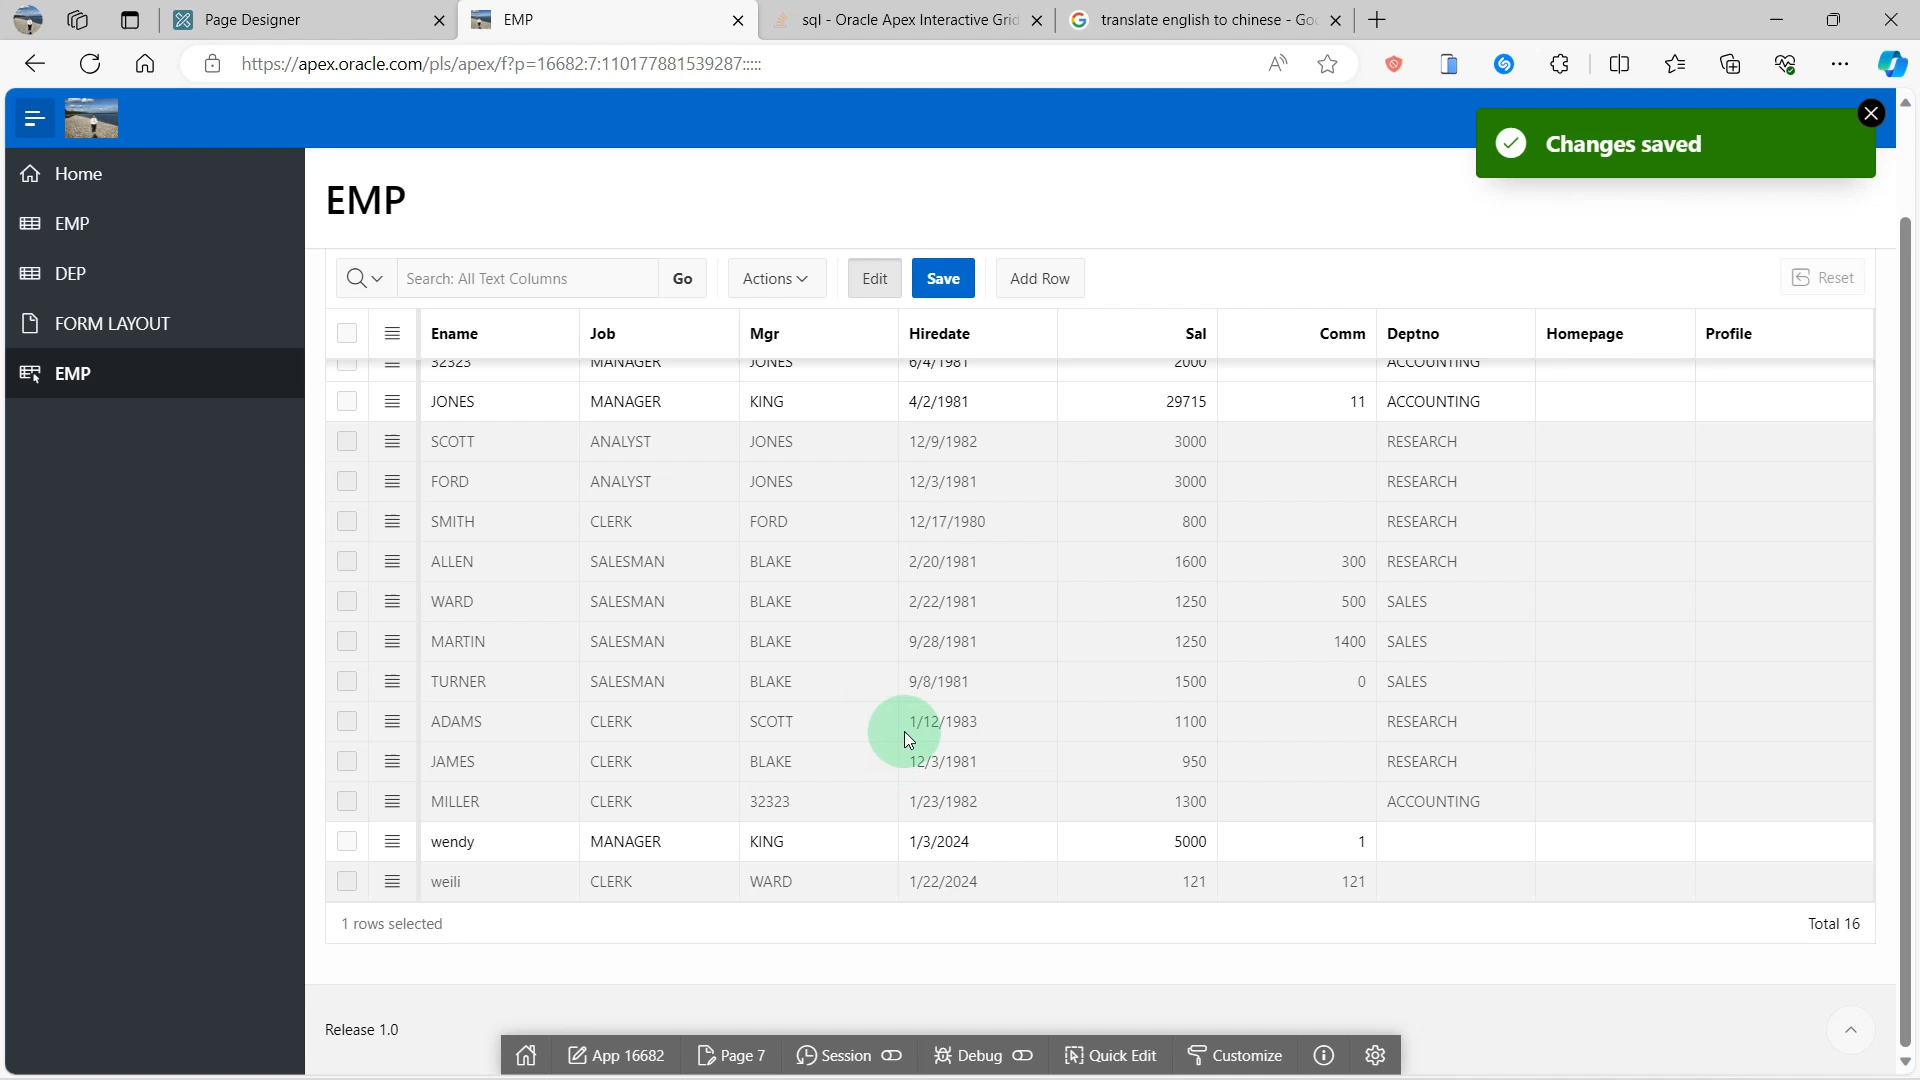 Page Designer
EMP
sql - Oracle Apex Interactive Grid
translate english to chinese - Goo
https://apex.oracle.com/pls/apex/f?p=16682:7:110177881539287:::::
Changes saved
Home
EMP
DEP
FORM LAYOUT
EMP
EMP
Search: All Text Columns Go Actions Edit Save Add Row Reset
Ename Job Mgr Hiredate Sal Comm Deptno Homepage Profile
32323 MANAGER JONES 6/4/1981 2000 ACCOUNTING
JONES MANAGER KING 4/2/1981 29715 11 ACCOUNTING
SCOTT ANALYST JONES 12/9/1982 3000 RESEARCH
FORD ANALYST JONES 12/3/1981 3000 RESEARCH
SMITH CLERK FORD 12/17/1980 800 RESEARCH
ALLEN SALESMAN BLAKE 2/20/1981 1600 300 RESEARCH
WARD SALESMAN BLAKE 2/22/1981 1250 500 SALES
MARTIN SALESMAN BLAKE 9/28/1981 1250 1400 SALES
TURNER SALESMAN BLAKE 9/8/1981 1500 0 SALES
ADAMS CLERK SCOTT 1/12/1983 1100 RESEARCH
JAMES CLERK BLAKE 12/3/1981 950 RESEARCH
MILLER CLERK 32323 1/23/1982 1300 ACCOUNTING
wendy MANAGER KING 1/3/2024 5000 1
weili CLERK WARD 1/22/2024 121 121
1 rows selected Total 16
Release 1.0
App 16682 Page 7 Session Debug Quick Edit Customize